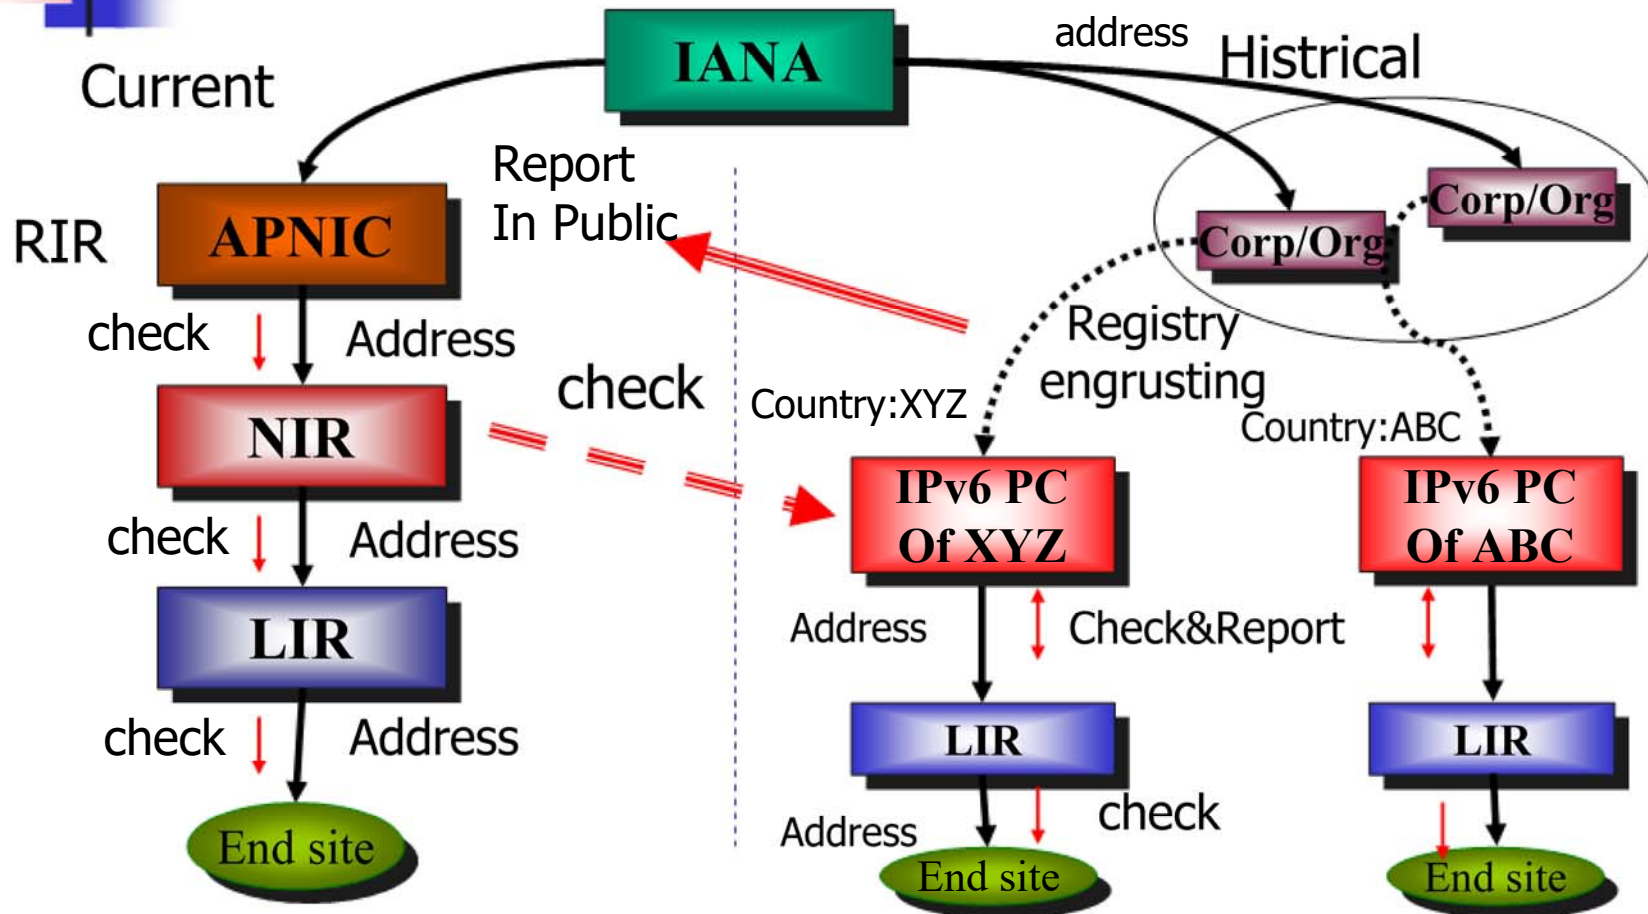 IANA
address
Histrical
Current
Report
In Public
Corp/Org
Corp/Org
RIR
APNIC
check
Address
Registry
engrusting
check
Country:XYZ
Country:ABC
NIR
IPv6 PC
Of XYZ
IPv6 PC
Of ABC
check
Address
LIR
Address
Check&Report
check
Address
LIR
LIR
Address
check
End site
End site
End site